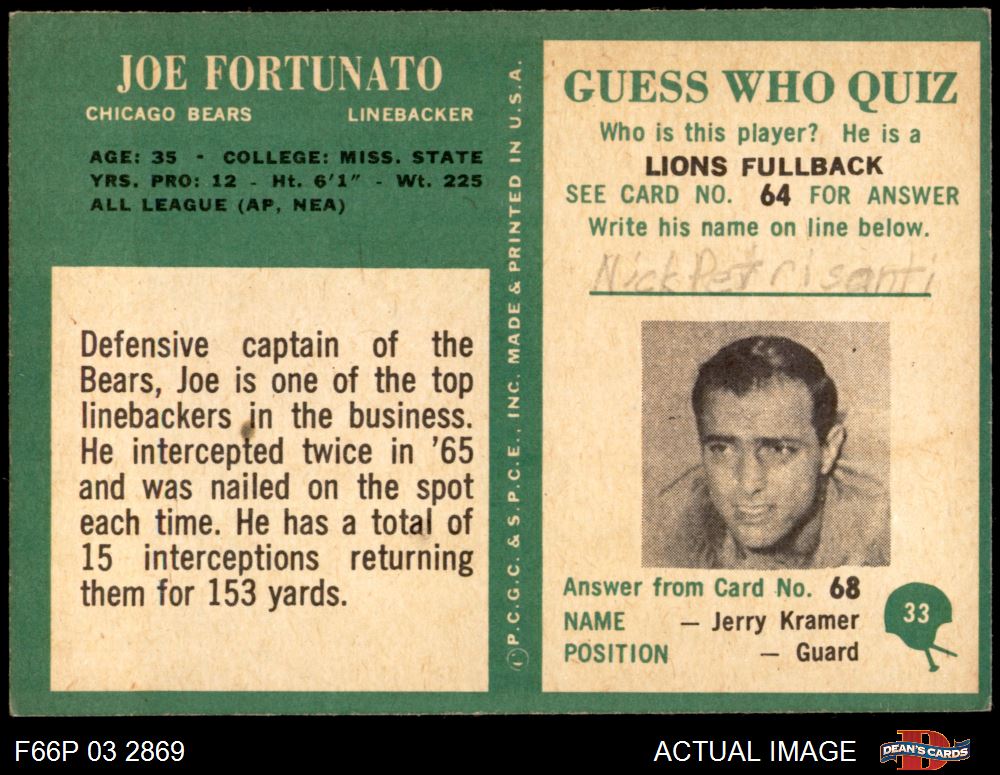 JOE FORTUNATO
CHICAGO BEARS LINEBACKER
AGE: 35 - COLLEGE: MISS. STATE
YRS. PRO: 12 - Ht. 6'1" - Wt. 225
ALL LEAGUE (AP, NEA)
Defensive captain of the
Bears, Joe is one of the top
linebackers in the business.
He intercepted twice in '65
and was nailed on the spot
each time. He has a total of
15 interceptions returning
them for 153 yards.
© P.C.G.C. & S.P.C.E., INC. MADE & PRINTED IN U.S.A.
GUESS WHO QUIZ
Who is this player? He is a
LIONS FULLBACK
SEE CARD NO. 64 FOR ANSWER
Write his name on line below.
Nick Petrisanti
Answer from Card No. 68
NAME — Jerry Kramer
POSITION — Guard
33
F66P 03 2869 ACTUAL IMAGE
D
DEAN'S CARDS